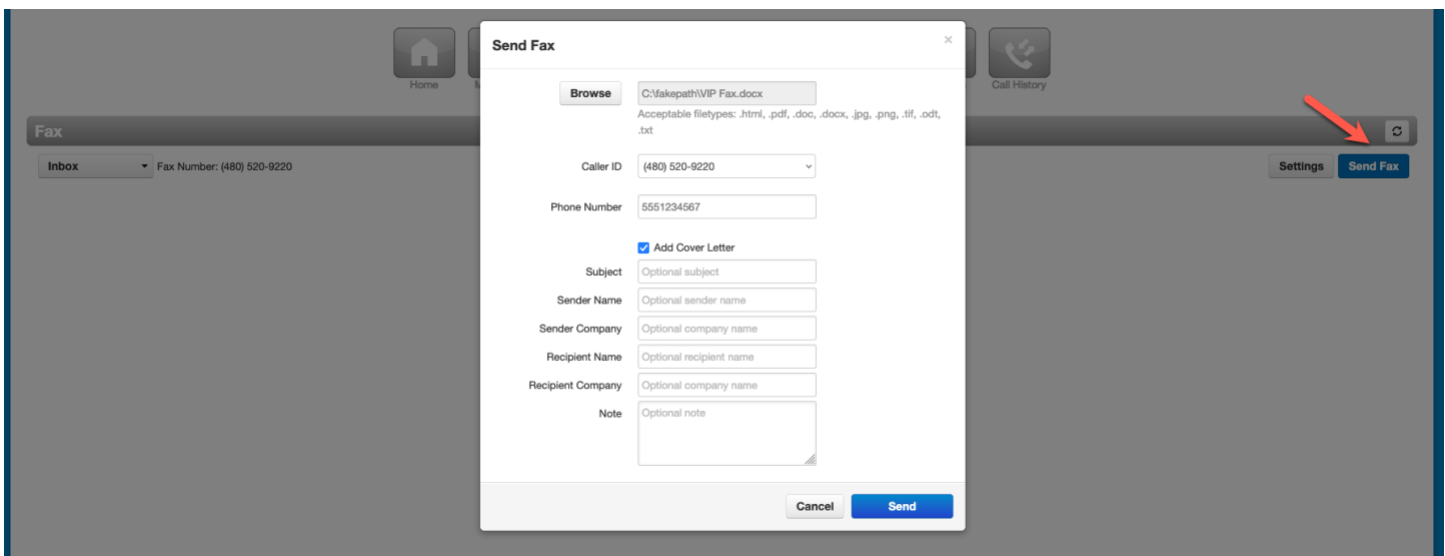 Send Fax
×
Home
Call History
Browse
C:\fakepath\VIP Fax.docx
Acceptable filetypes: .html, .pdf, .doc, .docx, .jpg, .png, .tif, .odt,
.txt
Fax
Inbox
Fax Number: (480) 520-9220
Settings
Send Fax
Caller ID
(480) 520-9220
Phone Number
5551234567
Add Cover Letter
Subject
Optional subject
Sender Name
Optional sender name
Sender Company
Optional company name
Recipient Name
Optional recipient name
Recipient Company
Optional company name
Note
Optional note
Cancel
Send